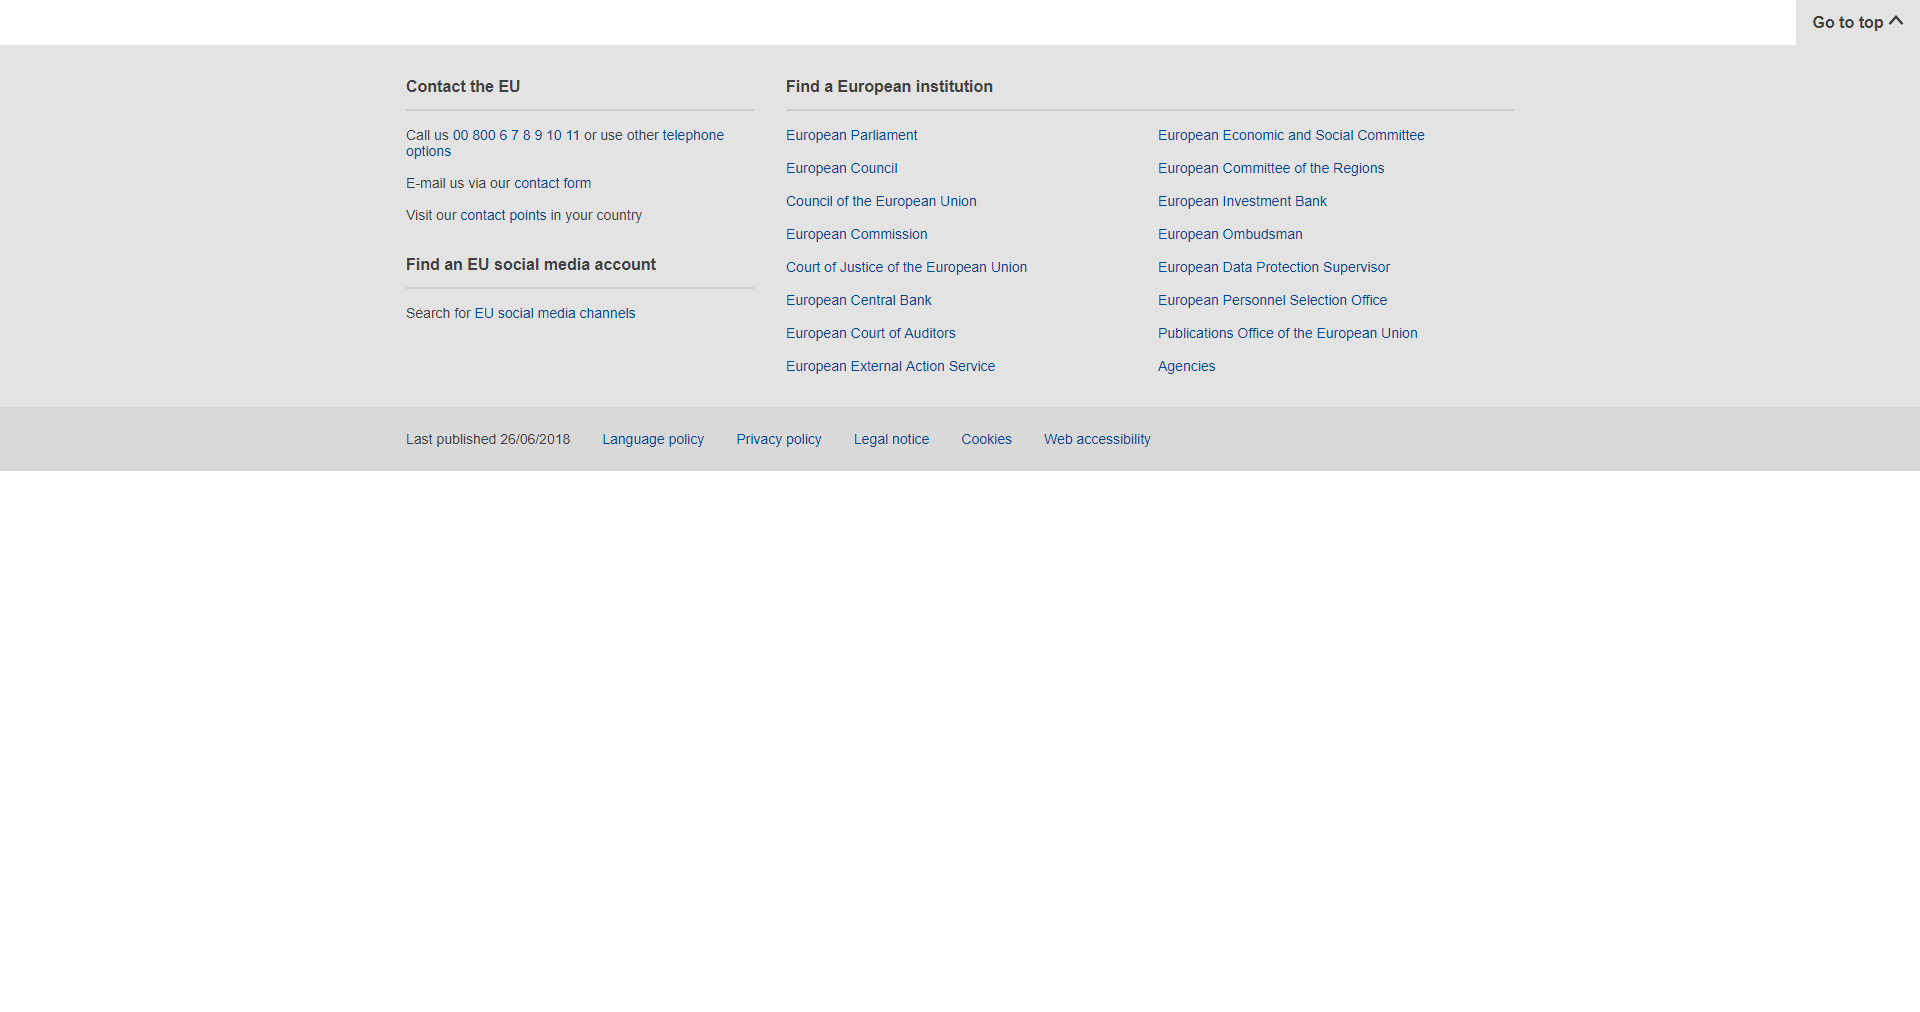 Go to top
Contact the EU
Call us 00 800 6 7 8 9 10 11 or use other telephone
options
E-mail us via our contact form
Visit our contact points in your country
Find an EU social media account
Search for EU social media channels
Find a European institution
European Parliament
European Council
Council of the European Union
European Commission
Court of Justice of the European Union
European Central Bank
European Court of Auditors
European External Action Service
European Economic and Social Committee
European Committee of the Regions
European Investment Bank
European Ombudsman
European Data Protection Supervisor
European Personnel Selection Office
Publications Office of the European Union
Agencies
Last published 26/06/2018 Language policy Privacy policy Legal notice Cookies Web accessibility